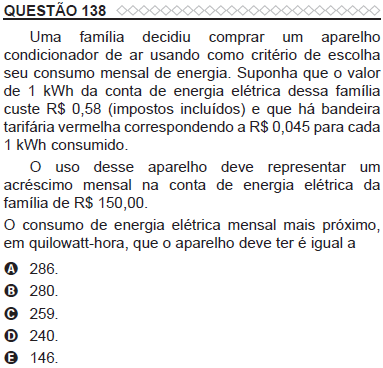 QUESTÃO 138
Uma família decidiu comprar um aparelho
condicionador de ar usando como critério de escolha
seu consumo mensal de energia. Suponha que o valor
de 1 kWh da conta de energia elétrica dessa família
custe R$ 0,58 (impostos incluídos) e que há bandeira
tarifária vermelha correspondendo a R$ 0,045 para cada
1 kWh consumido.
O uso desse aparelho deve representar um
acréscimo mensal na conta de energia elétrica da
família de R$ 150,00.
O consumo de energia elétrica mensal mais próximo,
em quilowatt-hora, que o aparelho deve ter é igual a
A 286.
B 280.
C 259.
D 240.
E 146.